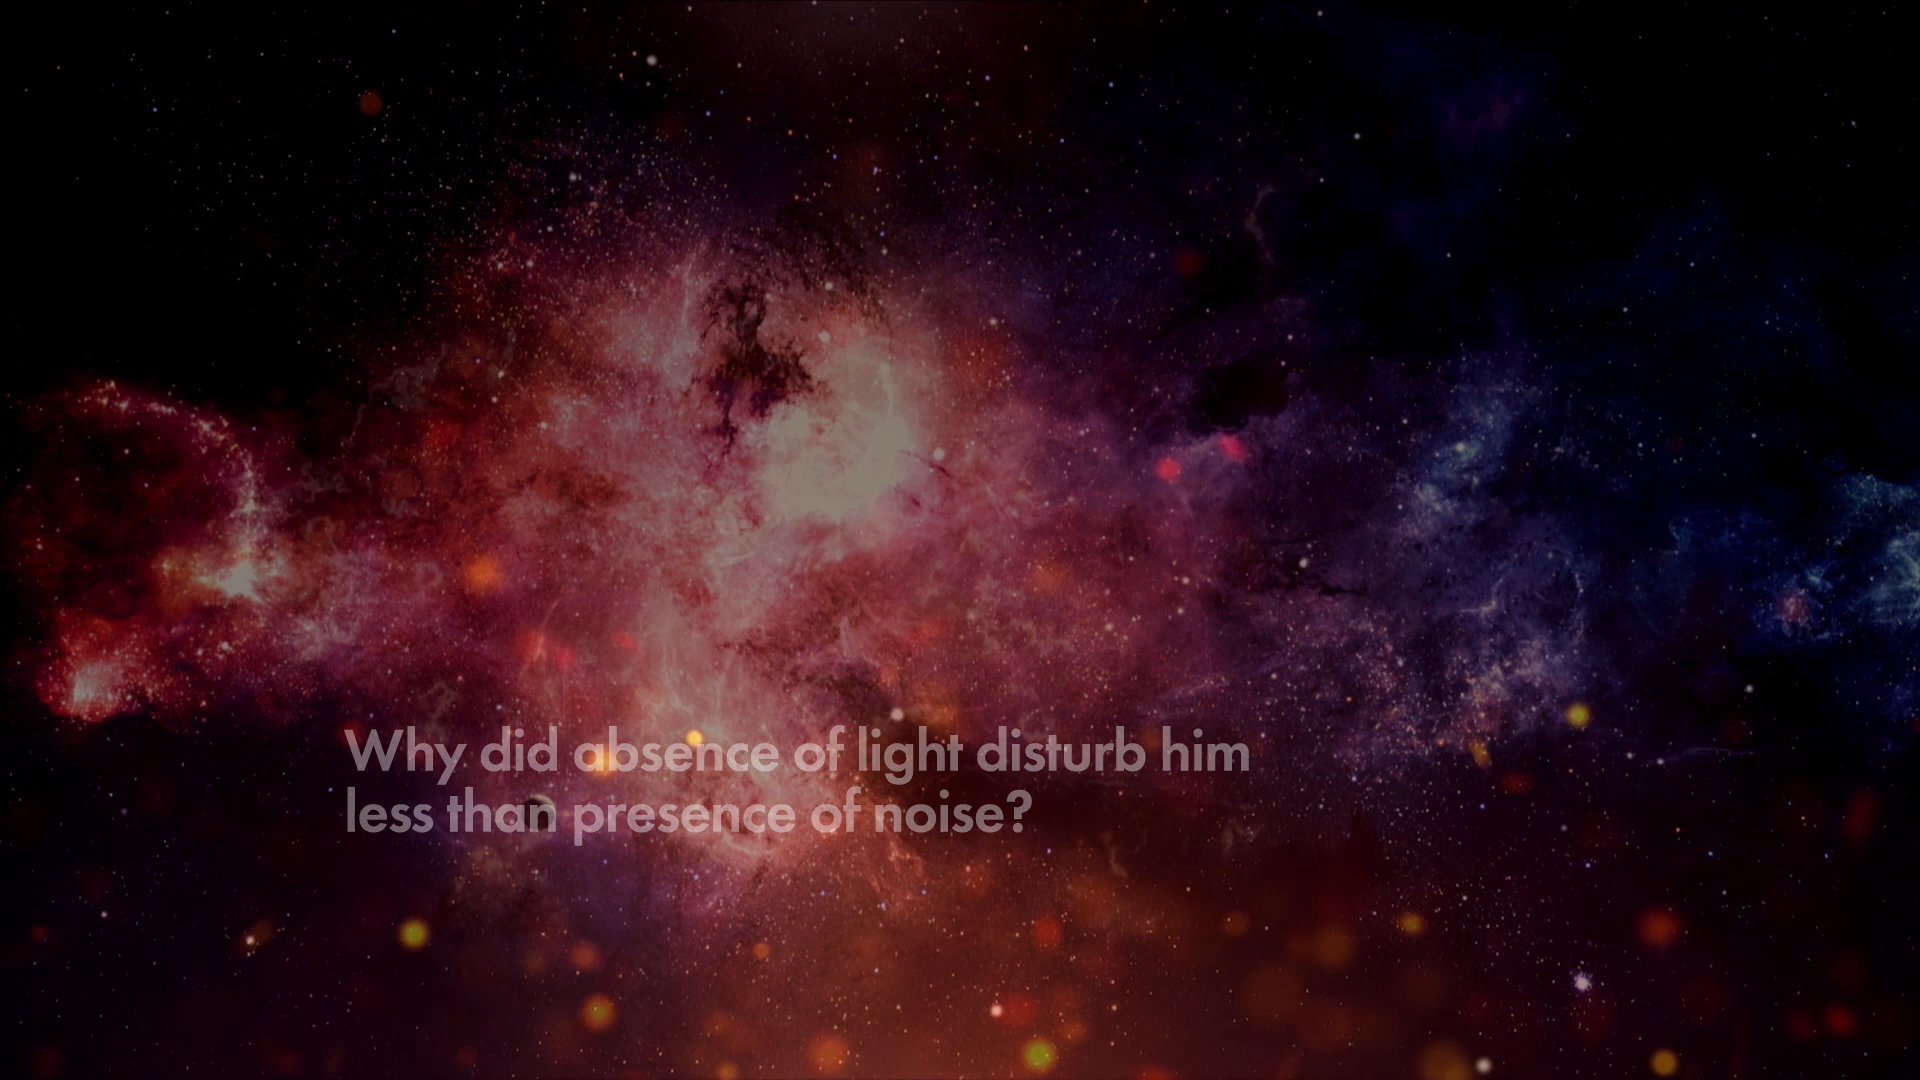 Why did absence of light disturb him
less than presence of noise?